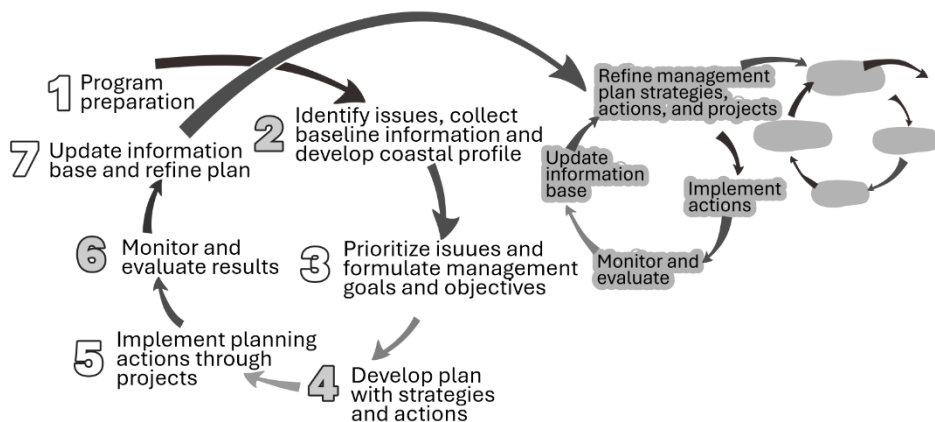 1 Program
preparation
2 Identify issues, collect
baseline information and
develop coastal profile
3 Prioritize isuues and
formulate management
goals and objectives
4 Develop plan
with strategies
and actions
5 Implement planning
actions through
projects
6 Monitor and
evaluate results
7 Update information
base and refine plan
Refine management
plan strategies,
actions, and projects
Implement
actions
Monitor and
evaluate
Update
information
base